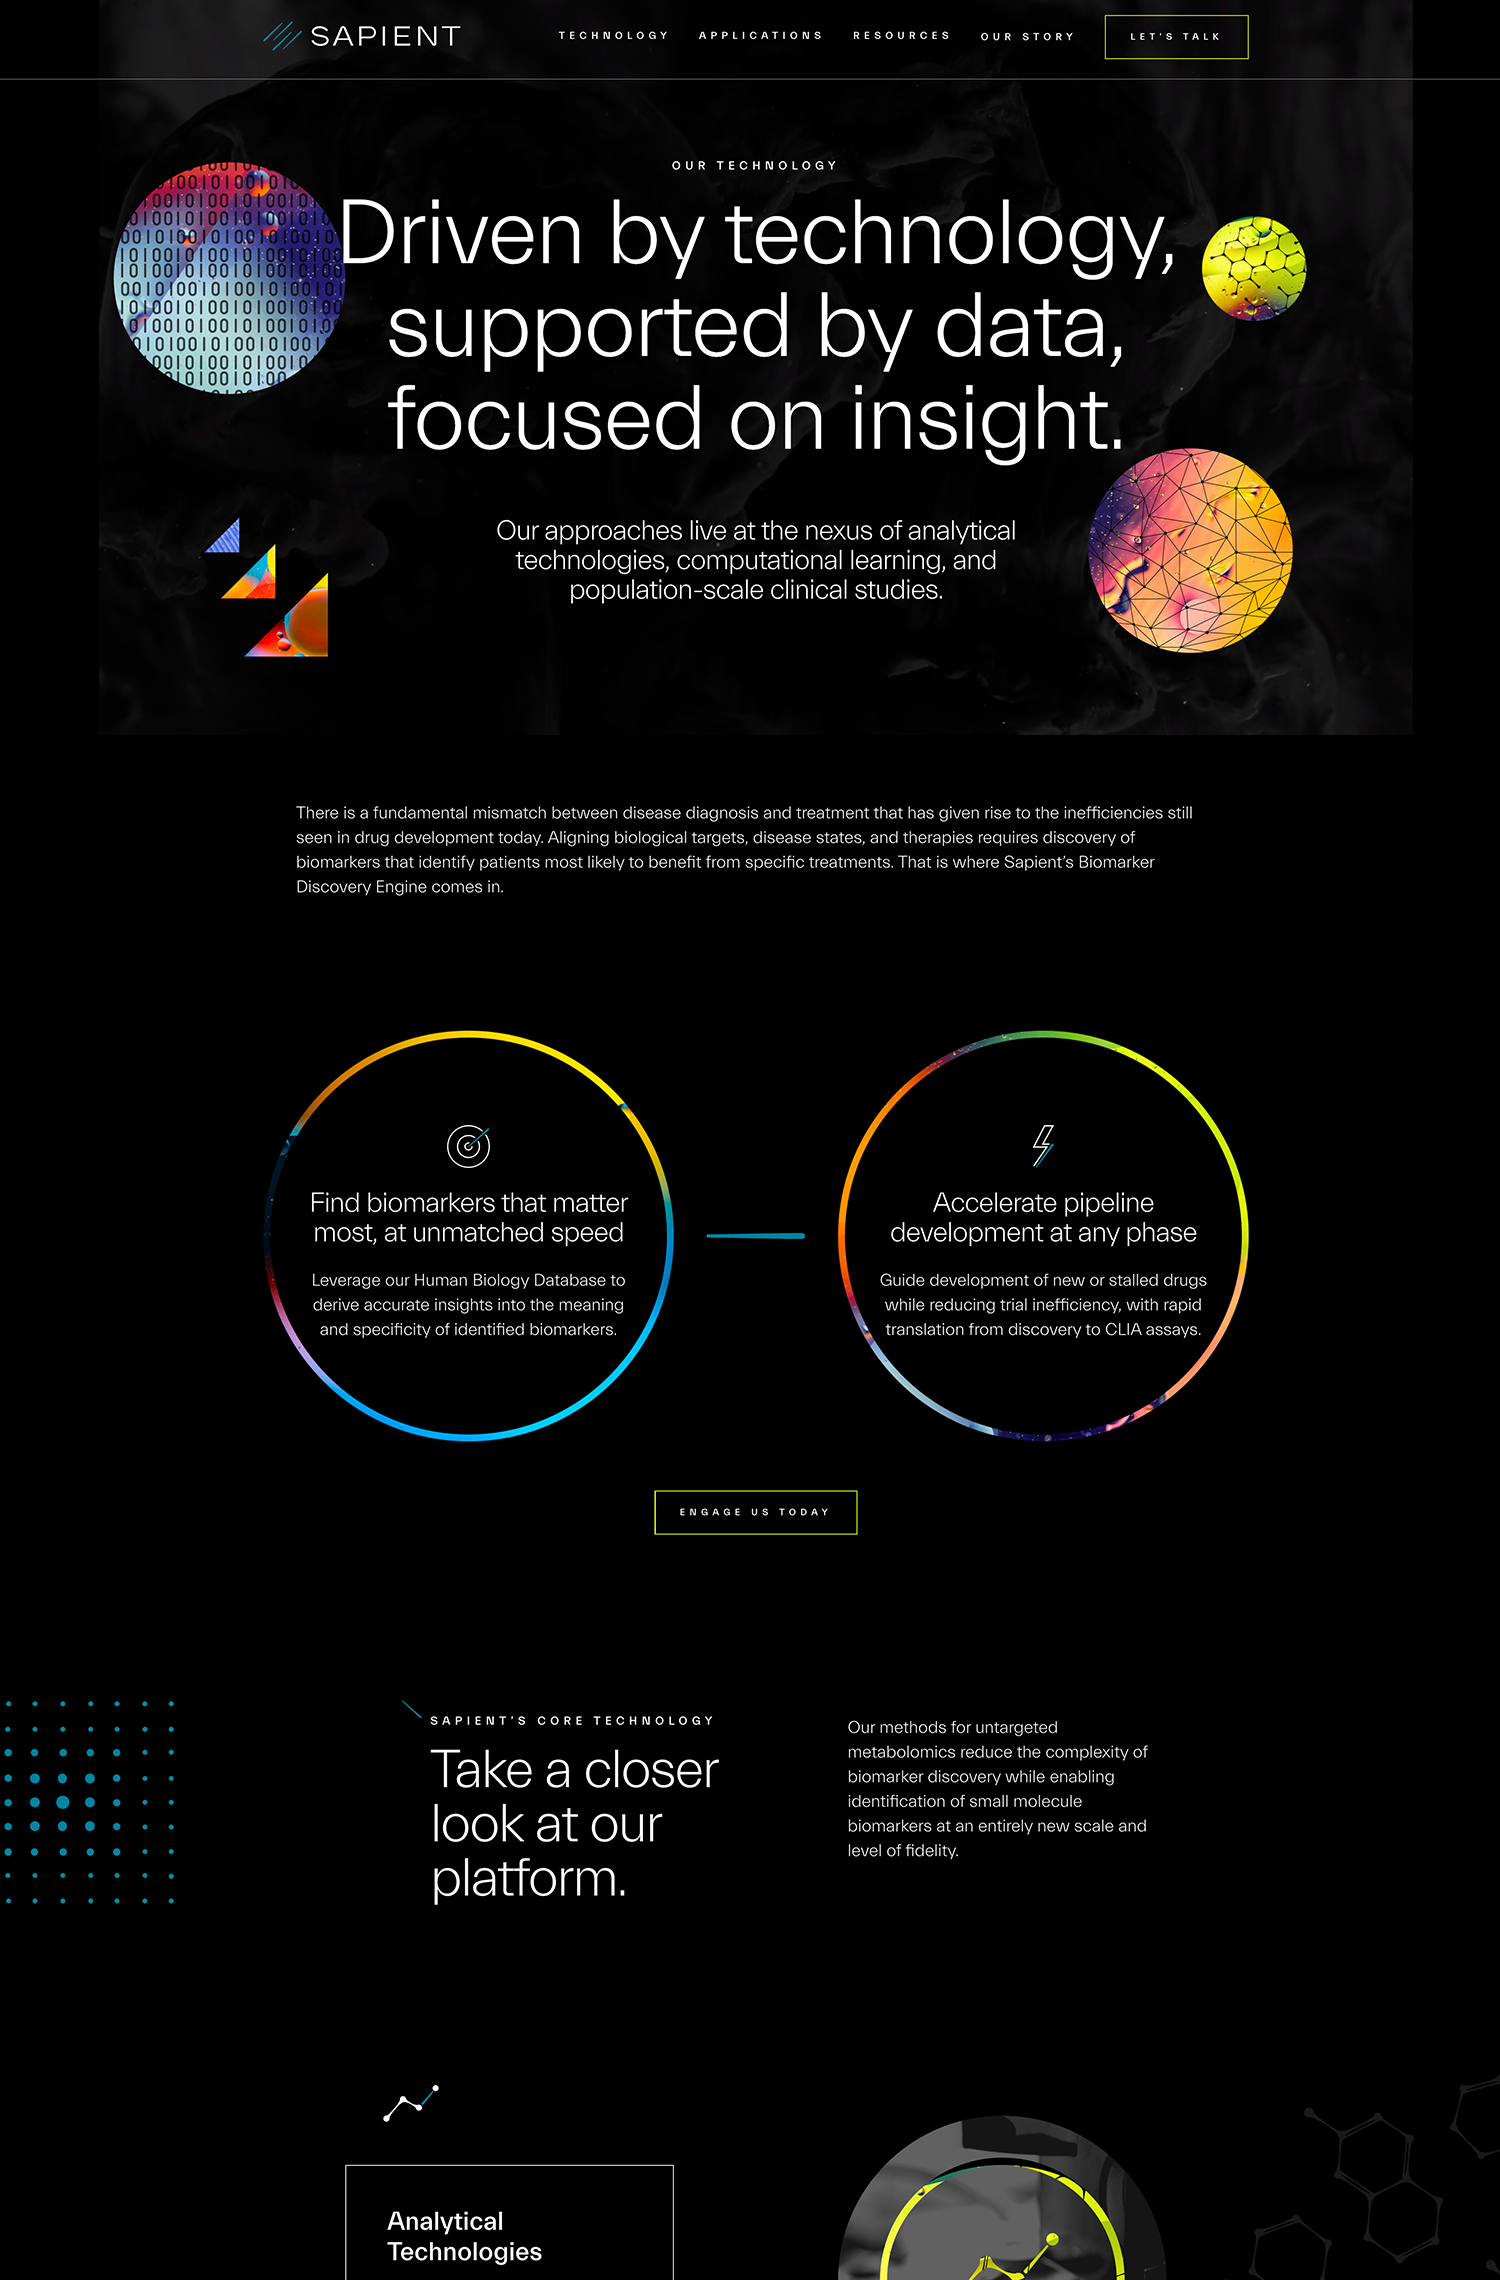 SAPIENT
TECHNOLOGY
APPLICATIONS
RESOURCES
OUR STORY
LET'S TALK
OUR TECHNOLOGY
Driven by technology,
supported by data,
focused on insight.
Our approaches live at the nexus of analytical
technologies, computational learning, and
population-scale clinical studies.
There is a fundamental mismatch between disease diagnosis and treatment that has given rise to the inefficiencies still
seen in drug development today. Aligning biological targets, disease states, and therapies requires discovery of
biomarkers that identify patients most likely to benefit from specific treatments. That is where Sapient’s Biomarker
Discovery Engine comes in.
Find biomarkers that matter
most, at unmatched speed
Leverage our Human Biology Database to
derive accurate insights into the meaning
and specificity of identified biomarkers.
Accelerate pipeline
development at any phase
Guide development of new or stalled drugs
while reducing trial inefficiency, with rapid
translation from discovery to CLIA assays.
ENGAGE US TODAY
SAPIENT'S CORE TECHNOLOGY
Take a closer
look at our
platform.
Our methods for untargeted
metabolomics reduce the complexity of
biomarker discovery while enabling
identification of small molecule
biomarkers at an entirely new scale and
level of fidelity.
Analytical
Technologies